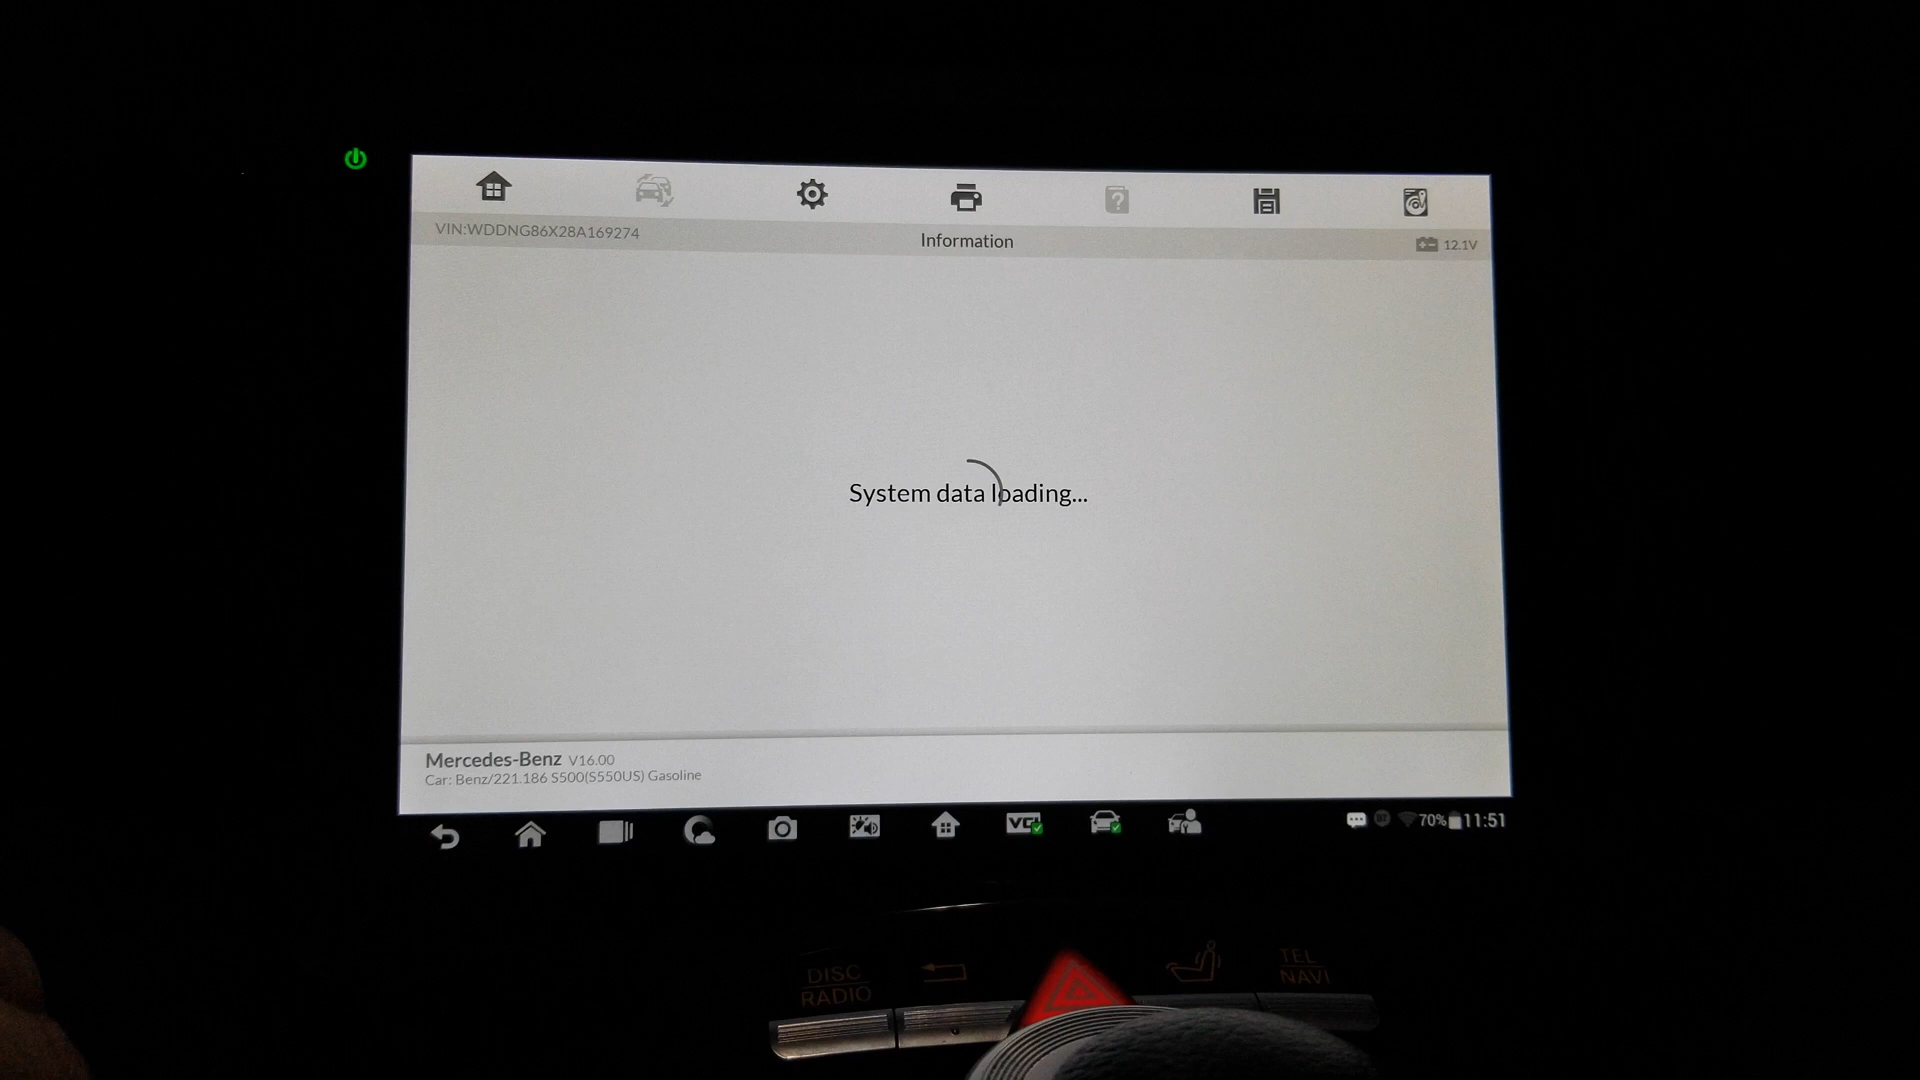 VIN:WDDNG86X28A169274
Information
12.1V
System data loading...
Mercedes-Benz V16.00
Car: Benz/221.186 S500(S550US) Gasoline
VCI
70% 11:51
DISC
RADIO
TEL
NAVI